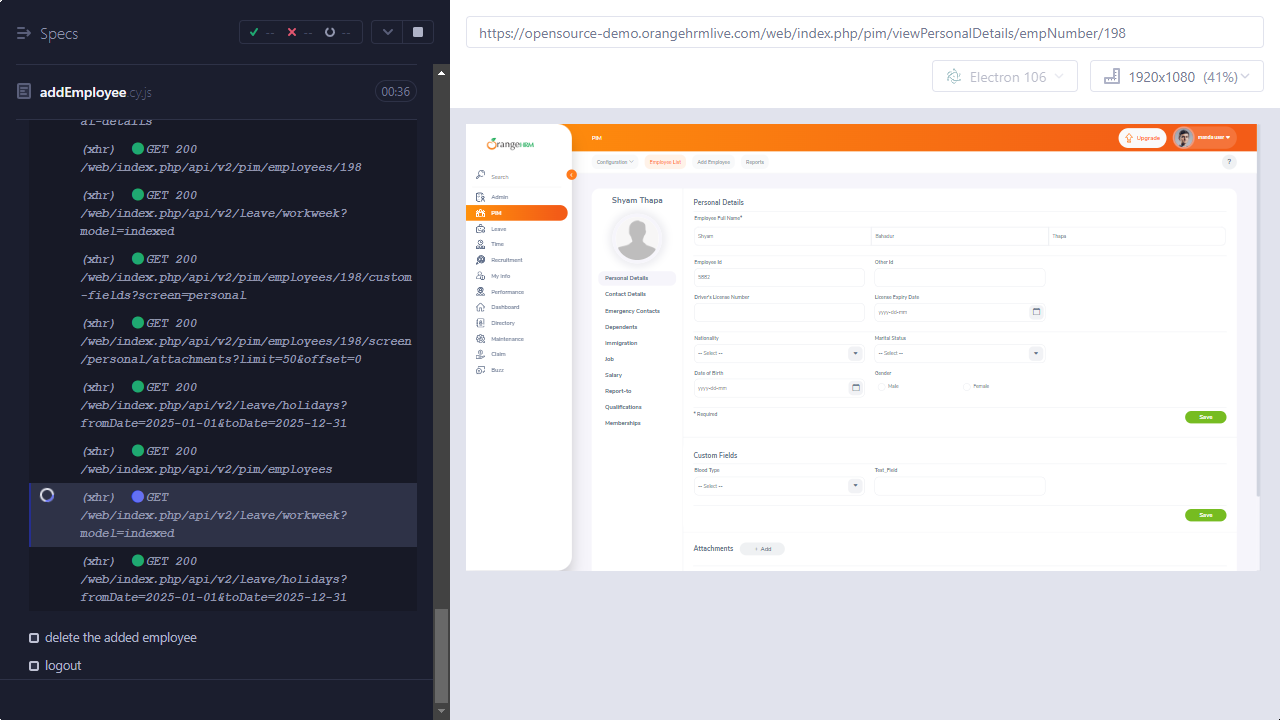 Specs
--
--
--
addEmployee.cy.js
00:36
al-details
(xhr) GET 200
/web/index.php/api/v2/pim/employees/198
(xhr) GET 200
/web/index.php/api/v2/leave/workweek?
model=indexed
(xhr) GET 200
/web/index.php/api/v2/pim/employees/198/custom
-fields?screen=personal
(xhr) GET 200
/web/index.php/api/v2/pim/employees/198/screen
/personal/attachments?limit=50&offset=0
(xhr) GET 200
/web/index.php/api/v2/leave/holidays?
fromDate=2025-01-01&toDate=2025-12-31
(xhr) GET 200
/web/index.php/api/v2/pim/employees
(xhr) GET
/web/index.php/api/v2/leave/workweek?
model=indexed
(xhr) GET 200
/web/index.php/api/v2/leave/holidays?
fromDate=2025-01-01&toDate=2025-12-31
delete the added employee
logout
https://opensource-demo.orangehrmlive.com/web/index.php/pim/viewPersonalDetails/empNumber/198
Electron 106
1920x1080 (41%)
OrangeHRM
Search
Admin
PIM
Leave
Time
Recruitment
My Info
Performance
Dashboard
Directory
Maintenance
Claim
Buzz
PIM
Upgrade
Configuration
Employee List
Add Employee
Reports
?
Shyam Thapa
Personal Details
Contact Details
Emergency Contacts
Dependents
Immigration
Job
Salary
Report-to
Qualifications
Memberships
Personal Details
Employee Full Name*
Shyam
Bahadur
Thapa
Employee Id
Other Id
5882
Driver's License Number
License Expiry Date
yyyy-dd-mm
Nationality
Marital Status
-- Select --
-- Select --
Date of Birth
Gender
yyyy-dd-mm
Male
Female
* Required
Save
Custom Fields
Blood Type
Test_Field
-- Select --
Save
Attachments
+ Add